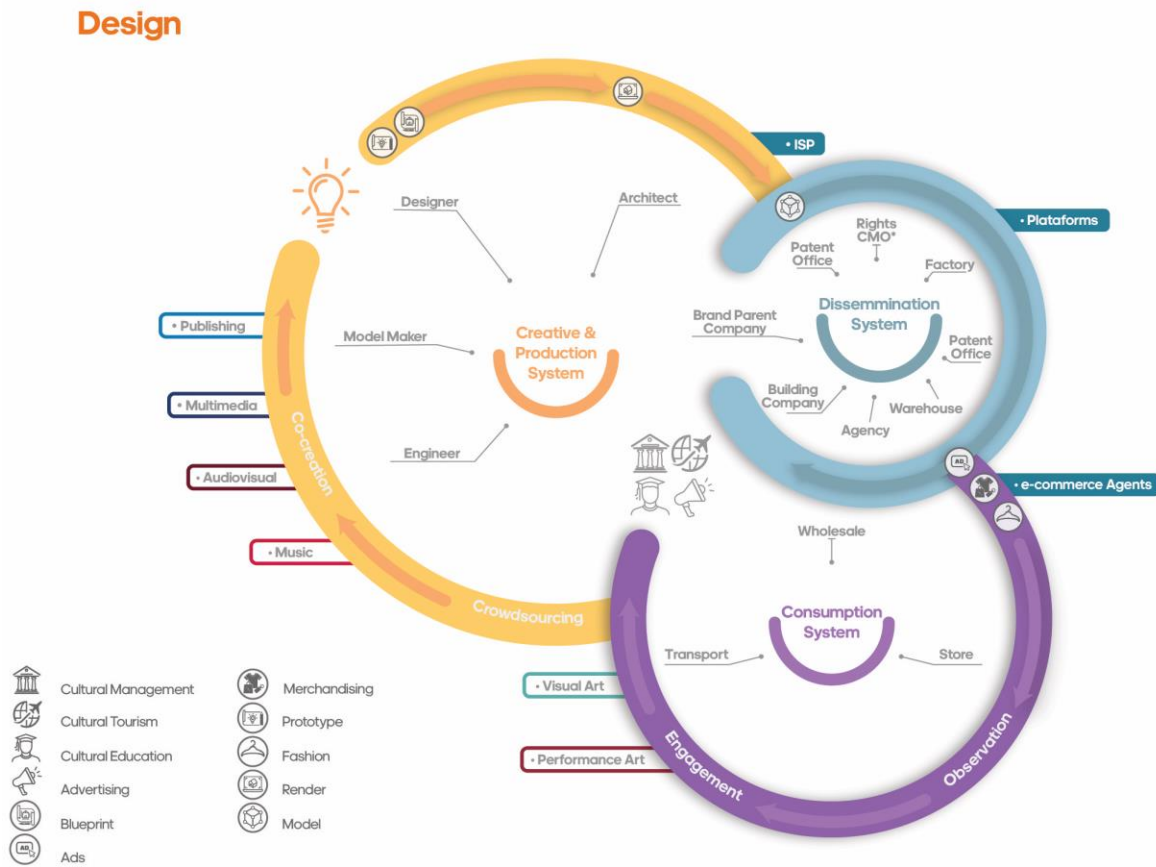 Design
• ISP
• Plataforms
Designer
Architect
Rights
CMO*
Patent
Office
Factory
Dissemmination
System
Brand Parent
Company
Patent
Office
Building
Company
Warehouse
Agency
• Publishing
Model Maker
Creative &
Production
System
• Multimedia
Co-creation
Engineer
• Audiovisual
AD
• e-commerce Agents
• Music
Wholesale
Crowdsourcing
Consumption
System
Transport
Store
• Visual Art
Engagement
Observation
• Performance Art
Cultural Management
Merchandising
Cultural Tourism
Prototype
Cultural Education
Fashion
Advertising
Render
Blueprint
Model
AD
Ads